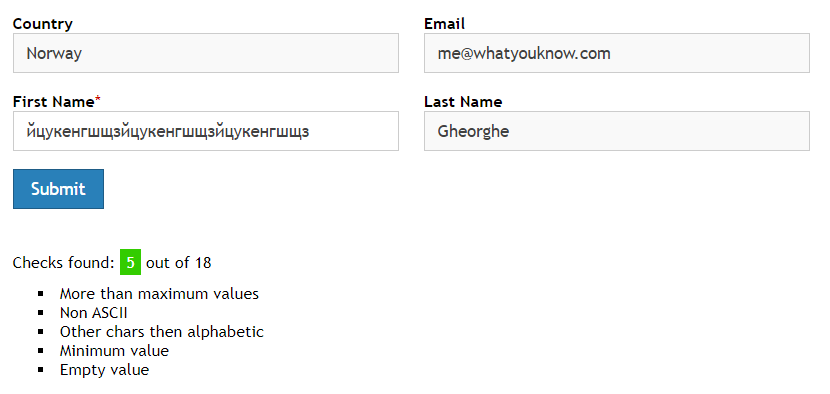 Country Email
Norway me@whatyouknow.com
First Name* Last Name
йцукенгшщзйцукенгшщзйцукенгшщз Gheorghe
Submit
Checks found: 5 out of 18
More than maximum values
Non ASCII
Other chars then alphabetic
Minimum value
Empty value